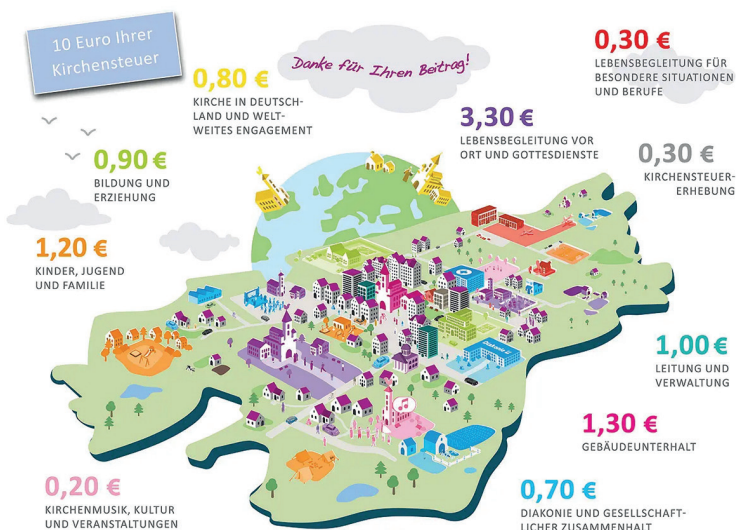 10 Euro Ihrer
Kirchensteuer
Danke für Ihren Beitrag!
0,30 €
LEBENSBEGLEITUNG FÜR
BESONDERE SITUATIONEN
UND BERUFE
0,80 €
KIRCHE IN DEUTSCH-
LAND UND WELT-
WEITES ENGAGEMENT
3,30 €
LEBENSBEGLEITUNG VOR
ORT UND GOTTESDIENSTE
0,30 €
KIRCHENSTEUER-
ERHEBUNG
0,90 €
BILDUNG UND
ERZIEHUNG
1,20 €
KINDER, JUGEND
UND FAMILIE
Diakonie
1,00 €
LEITUNG UND
VERWALTUNG
1,30 €
GEBÄUDEUNTERHALT
0,20 €
KIRCHENMUSIK, KULTUR
UND VERANSTALTUNGEN
0,70 €
DIAKONIE UND GESELLSCHAFT-
LICHER ZUSAMMENHALT